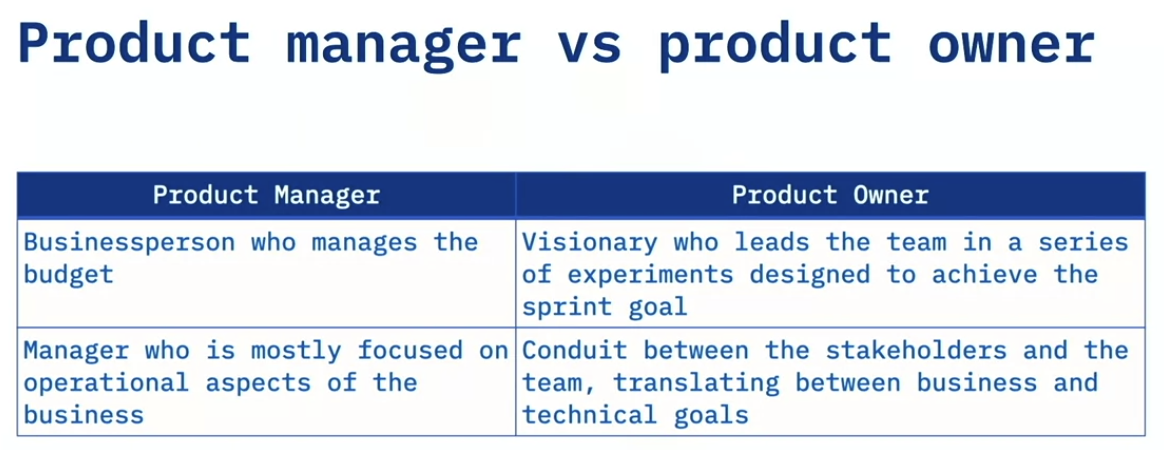 Product manager vs product owner
Product Manager
Product Owner
Businessperson who manages the
budget
Visionary who leads the team in a series
of experiments designed to achieve the
sprint goal
Manager who is mostly focused on
operational aspects of the
business
Conduit between the stakeholders and the
team, translating between business and
technical goals